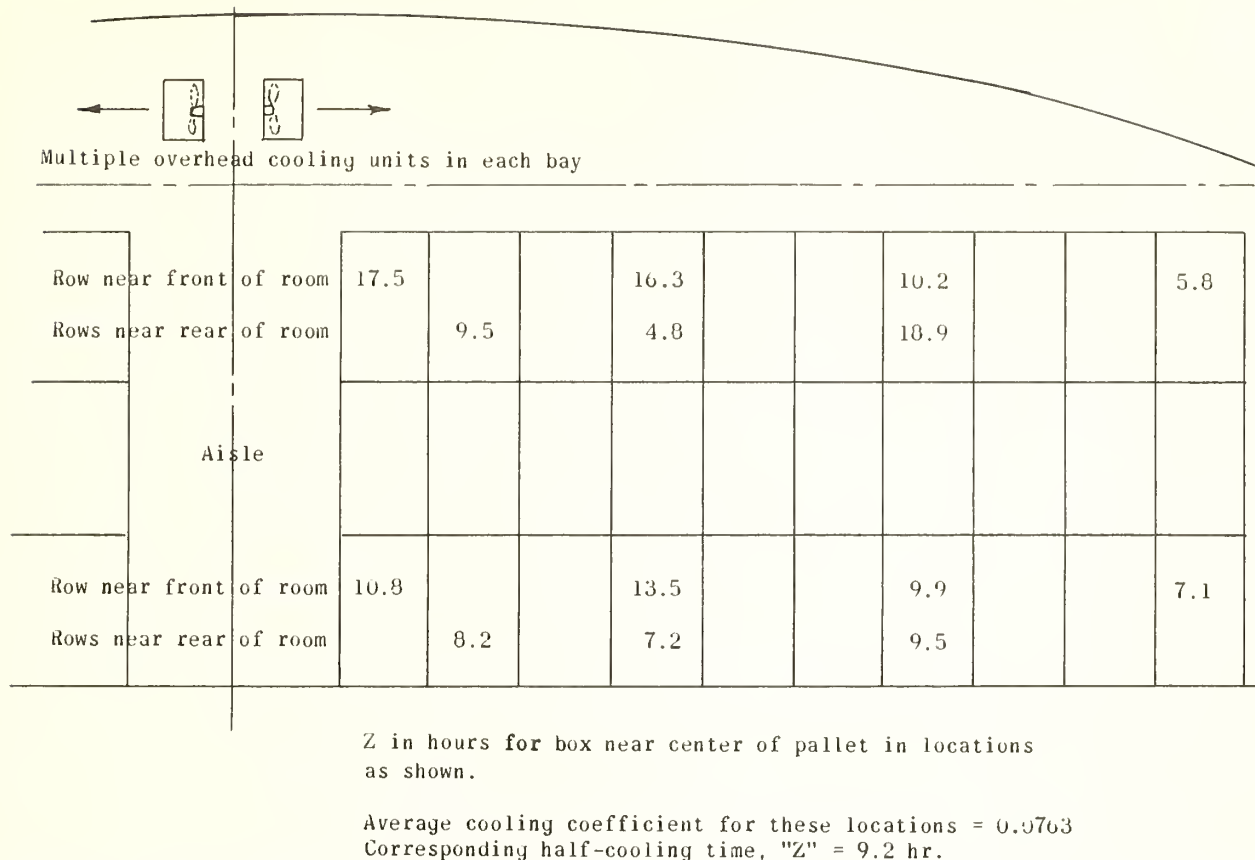 Multiple overhead cooling units in each bay
Row near front of room 17.5 16.3 10.2 5.8
Rows near rear of room 9.5 4.8 18.9
Aisle
Row near front of room 10.8 13.5 9.9 7.1
Rows near rear of room 8.2 7.2 9.5
Z in hours for box near center of pallet in locations
as shown.
Average cooling coefficient for these locations = 0.0763
Corresponding half-cooling time, "Z" = 9.2 hr.